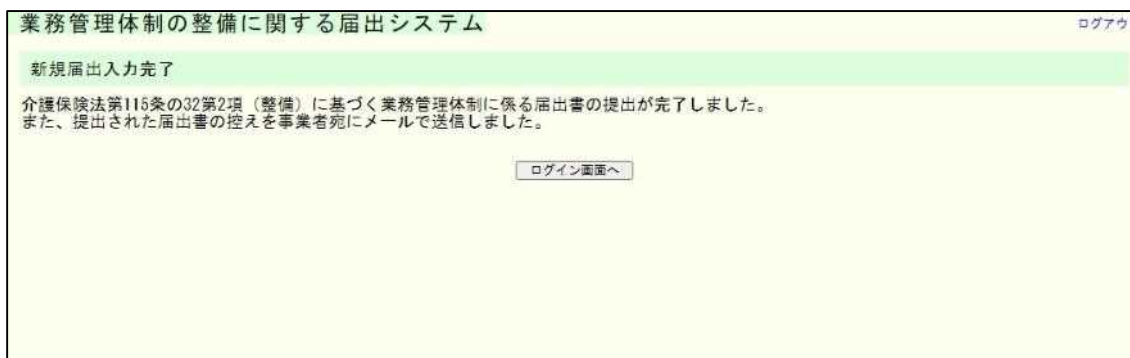 業務管理体制の整備に関する届出システム
ログアウ
新規届出入力完了
介護保険法第115条の32第2項（整備）に基づく業務管理体制に係る届出書の提出が完了しました。
また、提出された届出書の控えを事業者宛にメールで送信しました。
ログイン画面へ